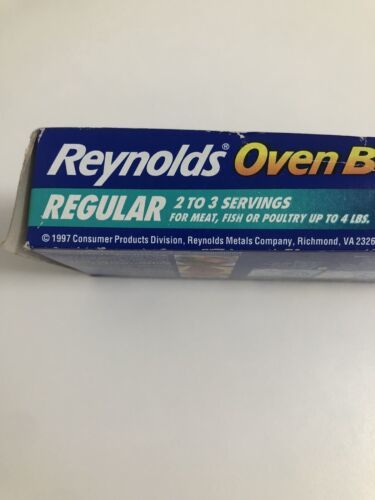 Reynolds® Oven B
REGULAR 2 TO 3 SERVINGS
FOR MEAT, FISH OR POULTRY UP TO 4 LBS.
© 1997 Consumer Products Division, Reynolds Metals Company, Richmond, VA 2326